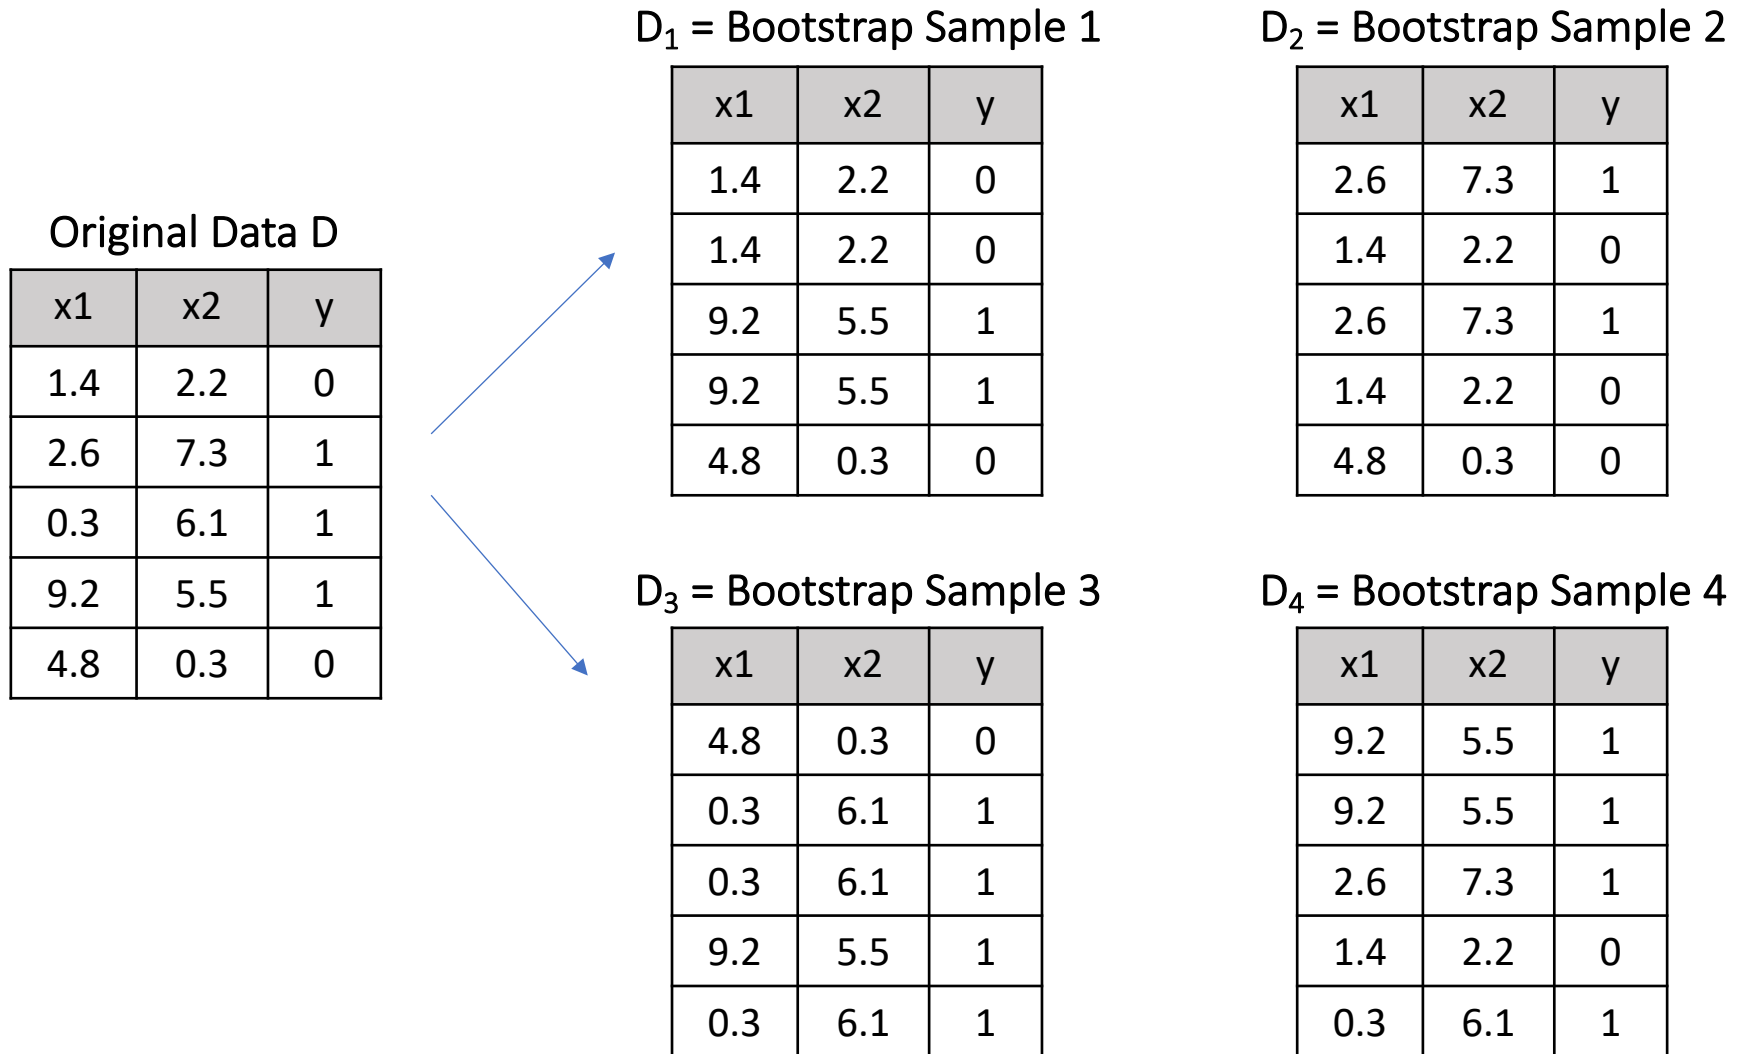 Original Data D
x1 x2 y
1.4 2.2 0
2.6 7.3 1
0.3 6.1 1
9.2 5.5 1
4.8 0.3 0
D₁ = Bootstrap Sample 1
x1 x2 y
1.4 2.2 0
1.4 2.2 0
9.2 5.5 1
9.2 5.5 1
4.8 0.3 0
D₂ = Bootstrap Sample 2
x1 x2 y
2.6 7.3 1
1.4 2.2 0
2.6 7.3 1
1.4 2.2 0
4.8 0.3 0
D₃ = Bootstrap Sample 3
x1 x2 y
4.8 0.3 0
0.3 6.1 1
0.3 6.1 1
9.2 5.5 1
0.3 6.1 1
D₄ = Bootstrap Sample 4
x1 x2 y
9.2 5.5 1
9.2 5.5 1
2.6 7.3 1
1.4 2.2 0
0.3 6.1 1